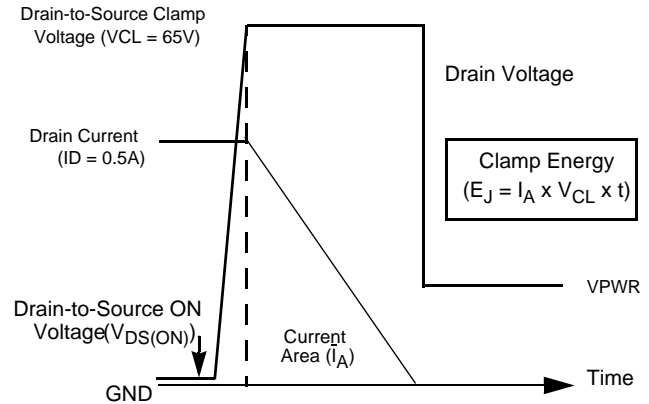 Drain-to-Source Clamp
Voltage (VCL = 65V)
Drain Voltage
Drain Current
(ID = 0.5A)
Clamp Energy
(EJ = IA x VCL x t)
VPWR
Drain-to-Source ON
Voltage(VDS(ON))
Current
Area (IA)
GND
Time